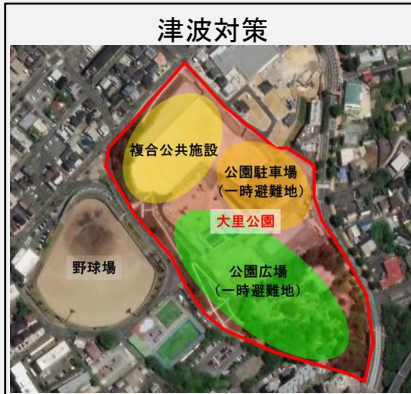 津波対策
複合公共施設
公園駐車場
(一時避難地)
大里公園
野球場
公園広場
(一時避難地)